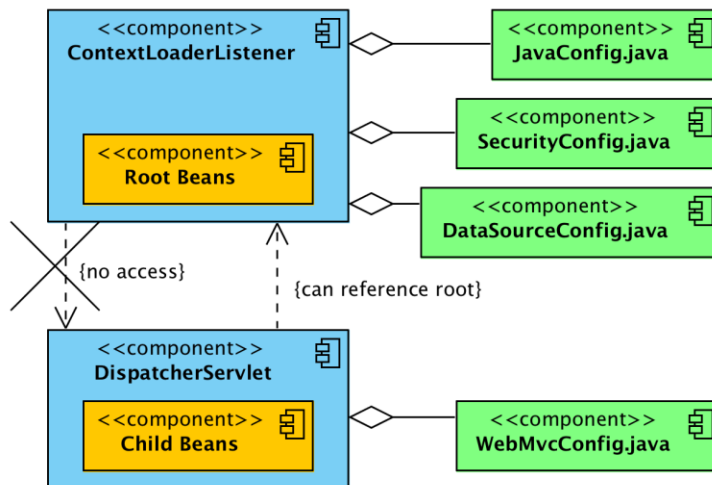 <<component>>
ContextLoaderListener
<<component>>
JavaConfig.java
<<component>>
SecurityConfig.java
<<component>>
Root Beans
<<component>>
DataSourceConfig.java
{no access}
{can reference root}
<<component>>
DispatcherServlet
<<component>>
Child Beans
<<component>>
WebMvcConfig.java